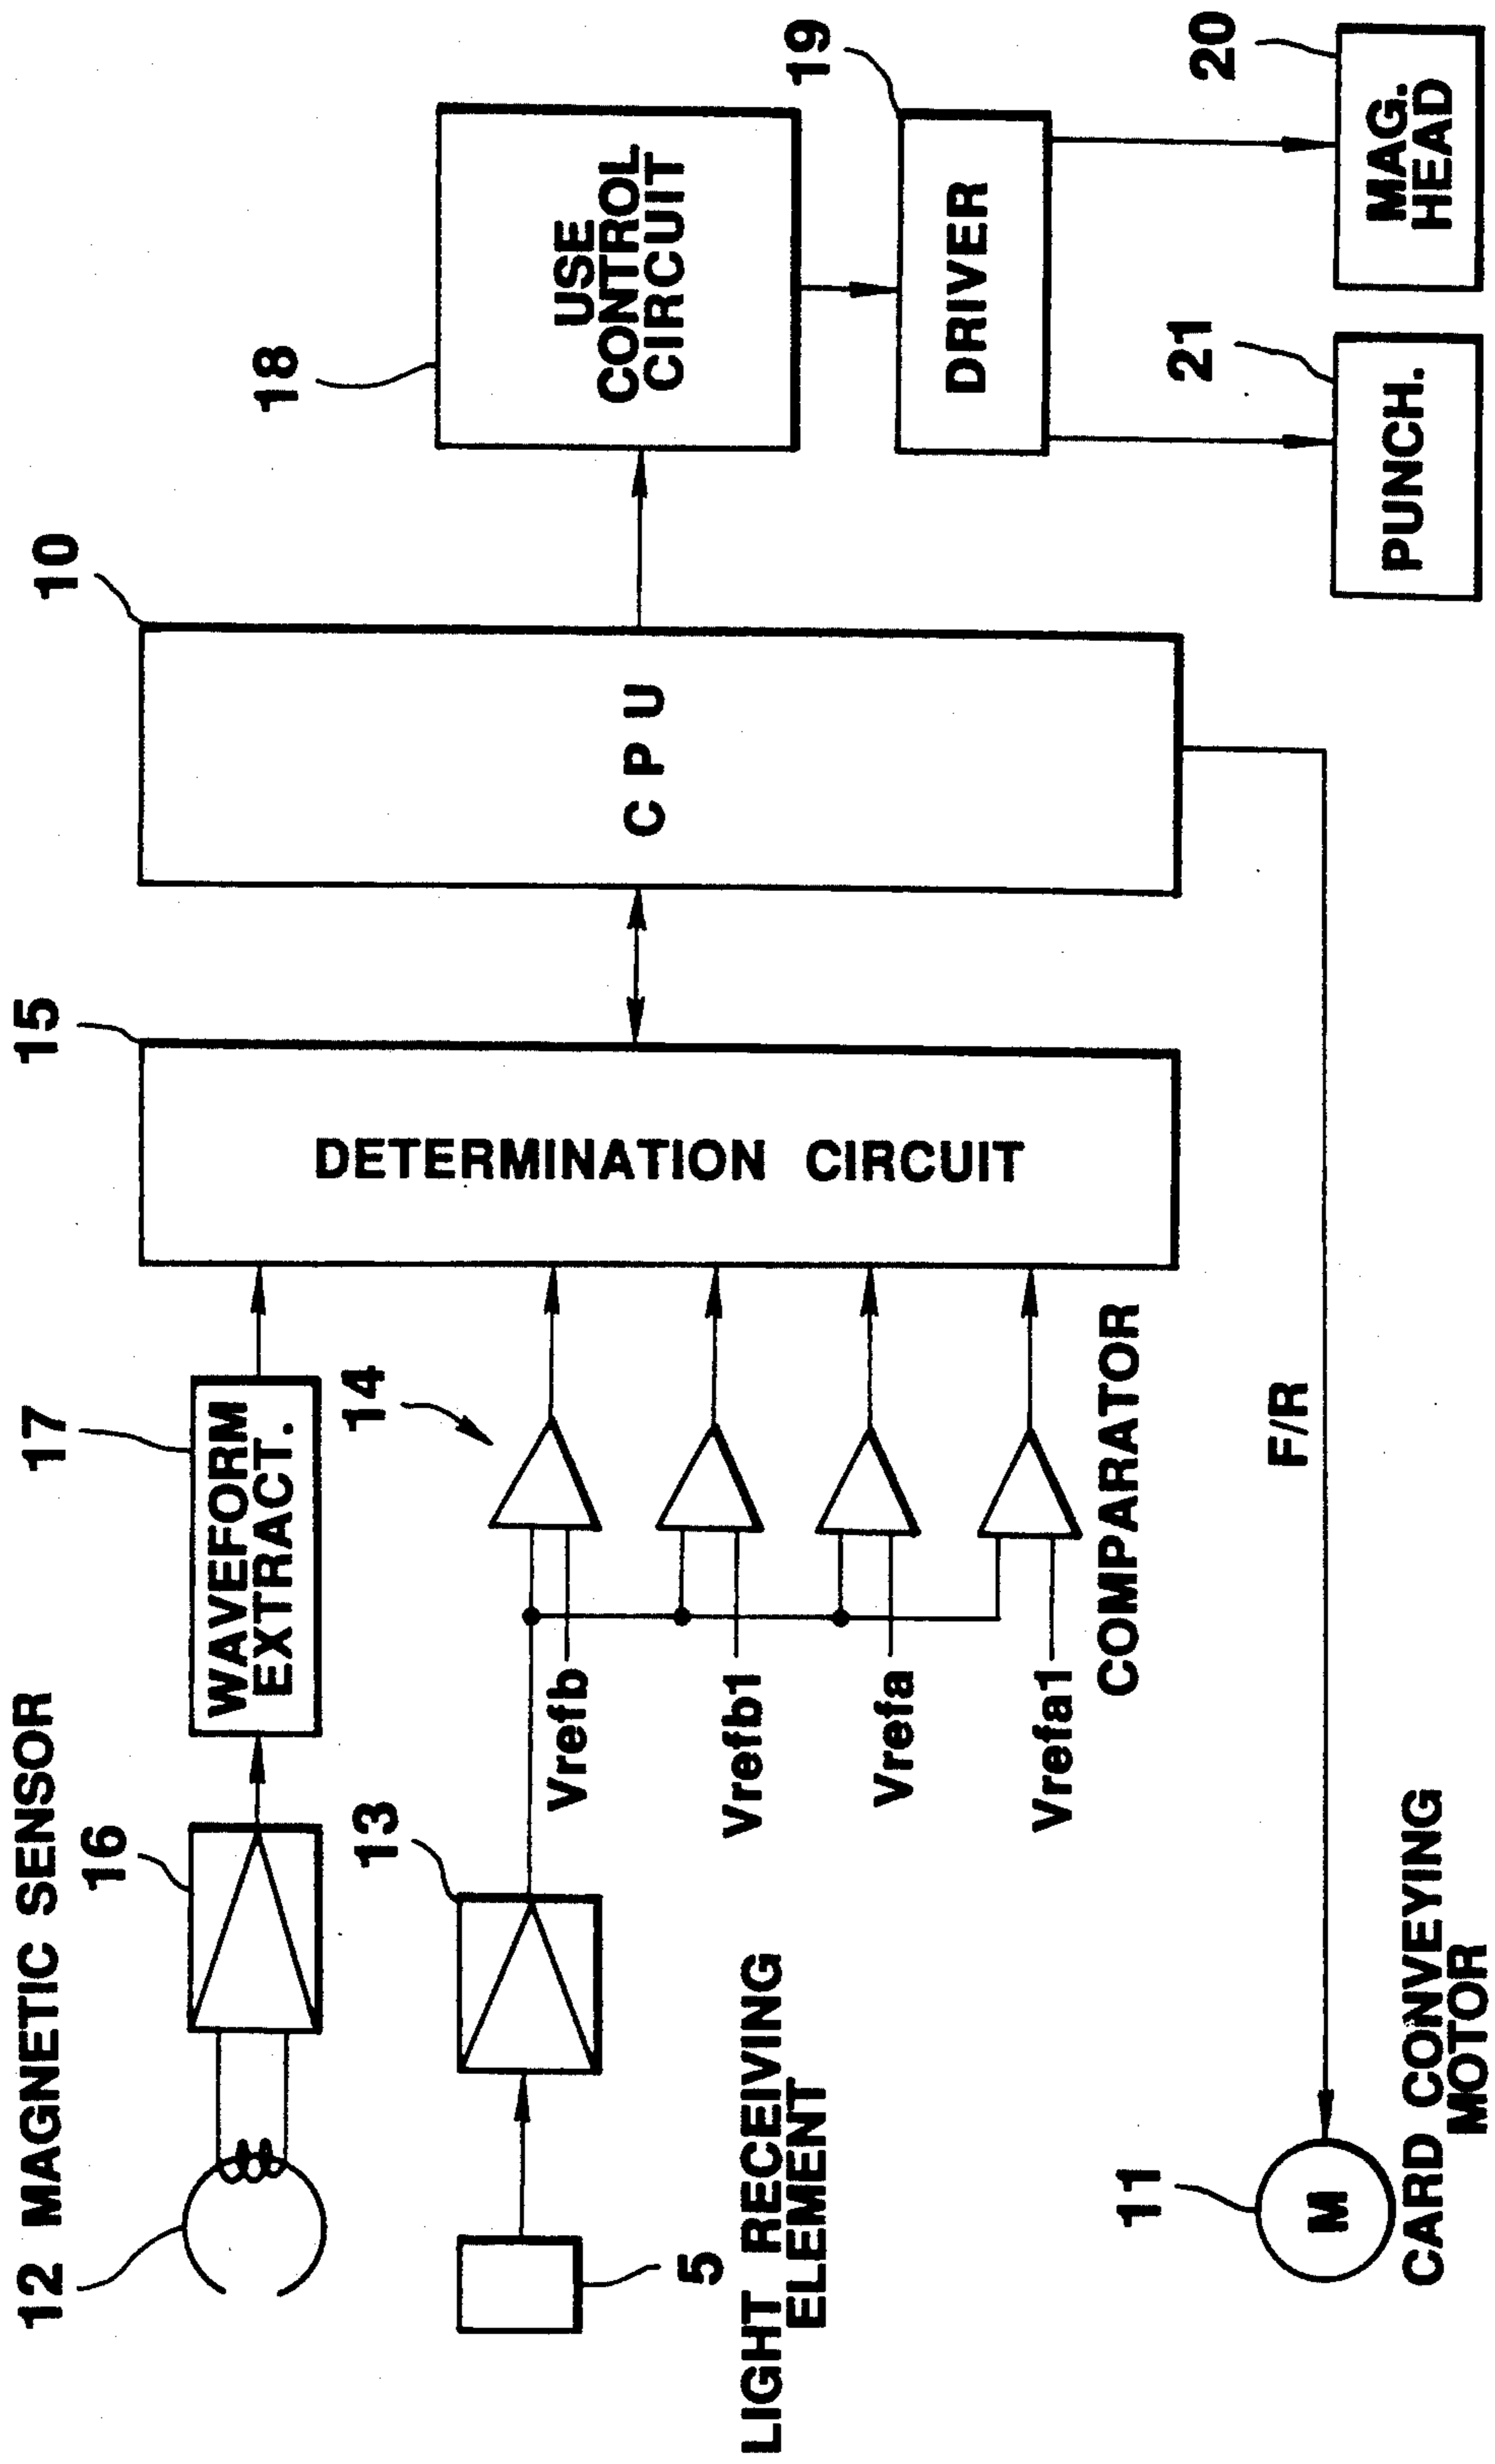 12 MAGNETIC SENSOR
16
17
WAVEFORM
EXTRACT.
15
DETERMINATION CIRCUIT
10
C P U
18
USE
CONTROL
CIRCUIT
19
DRIVER
20
MAG.
HEAD
21
PUNCH.
5
LIGHT RECEIVING
ELEMENT
13
14
Vrefb
Vrefb1
Vrefa
Vrefa1
COMPARATOR
F/R
11
M
CARD CONVEYING
MOTOR